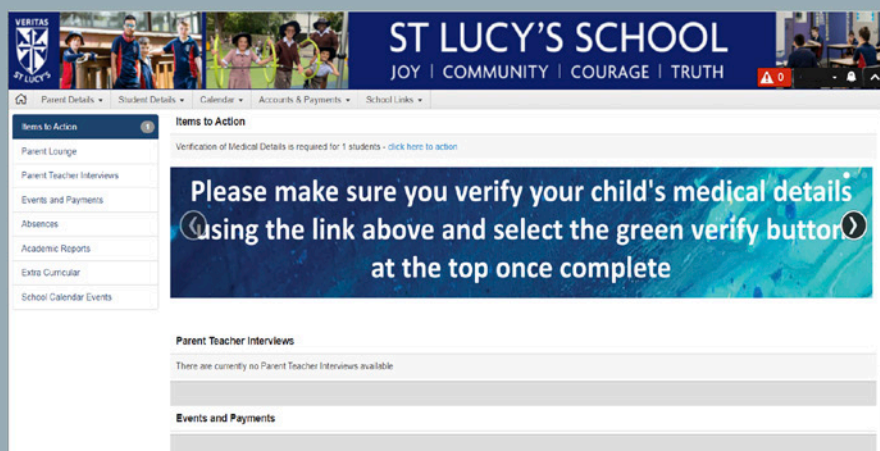 VERITAS
ST LUCY'S
ST LUCY'S SCHOOL
JOY | COMMUNITY | COURAGE | TRUTH
0
Parent Details Student Details Calendar Accounts & Payments School Links
Items to Action 1
Parent Lounge
Parent Teacher Interviews
Events and Payments
Absences
Academic Reports
Extra Curricular
School Calendar Events
Items to Action
Verification of Medical Details is required for 1 students - click here to action
Please make sure you verify your child's medical details
using the link above and select the green verify button
at the top once complete
Parent Teacher Interviews
There are currently no Parent Teacher Interviews available
Events and Payments